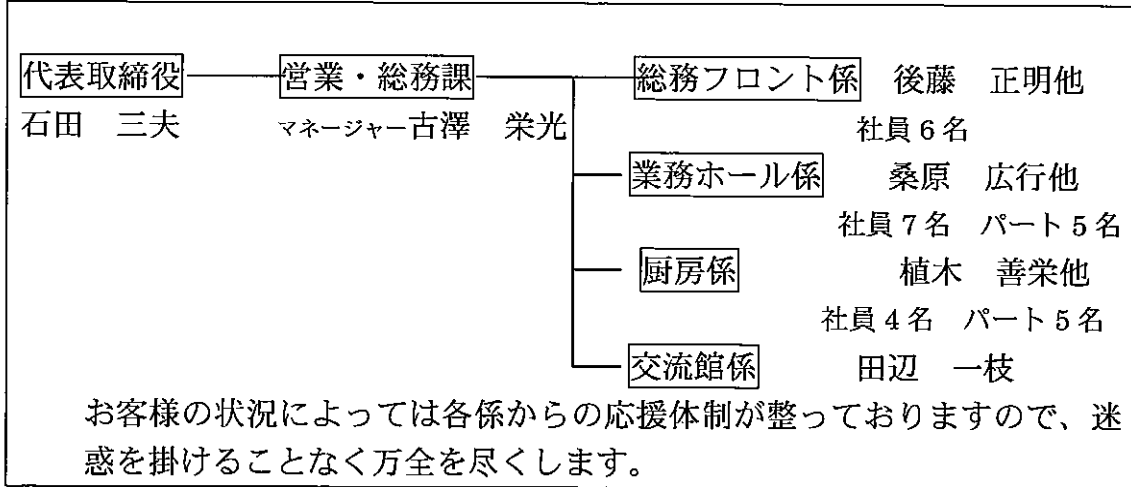 代表取締役 営業・総務課 総務フロント係 後藤 正明他
石田 三夫 マネージャー古澤 栄光 社員6名
業務ホール係 桑原 広行他
社員7名 パート5名
厨房係 植木 善栄他
社員4名 パート5名
交流館係 田辺 一枝
お客様の状況によっては各係からの応援体制が整っておりますので、迷
惑を掛けることなく万全を尽くします。